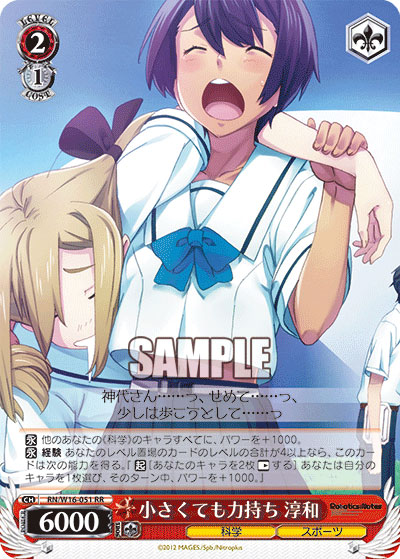 LEVEL
2
1
COST
SAMPLE
神代さん……っ、せめて……っ、
少しは歩こうとして……っ
永 他のあなたの《科学》のキャラすべてに、パワーを+1000。
永 経験 あなたのレベル置場のカードのレベルの合計が4以上なら、このカー
ドは次の能力を得る。『起［あなたのキャラを2枚レストする］ あなたは自分の
キャラを1枚選び、そのターン中、パワーを+1000。』
CH RN/W16-051 RR
6000
小さくても力持ち 淳和
Robotics;Notes
科学 スポーツ
©2012 MAGES./5pb./Nitroplus